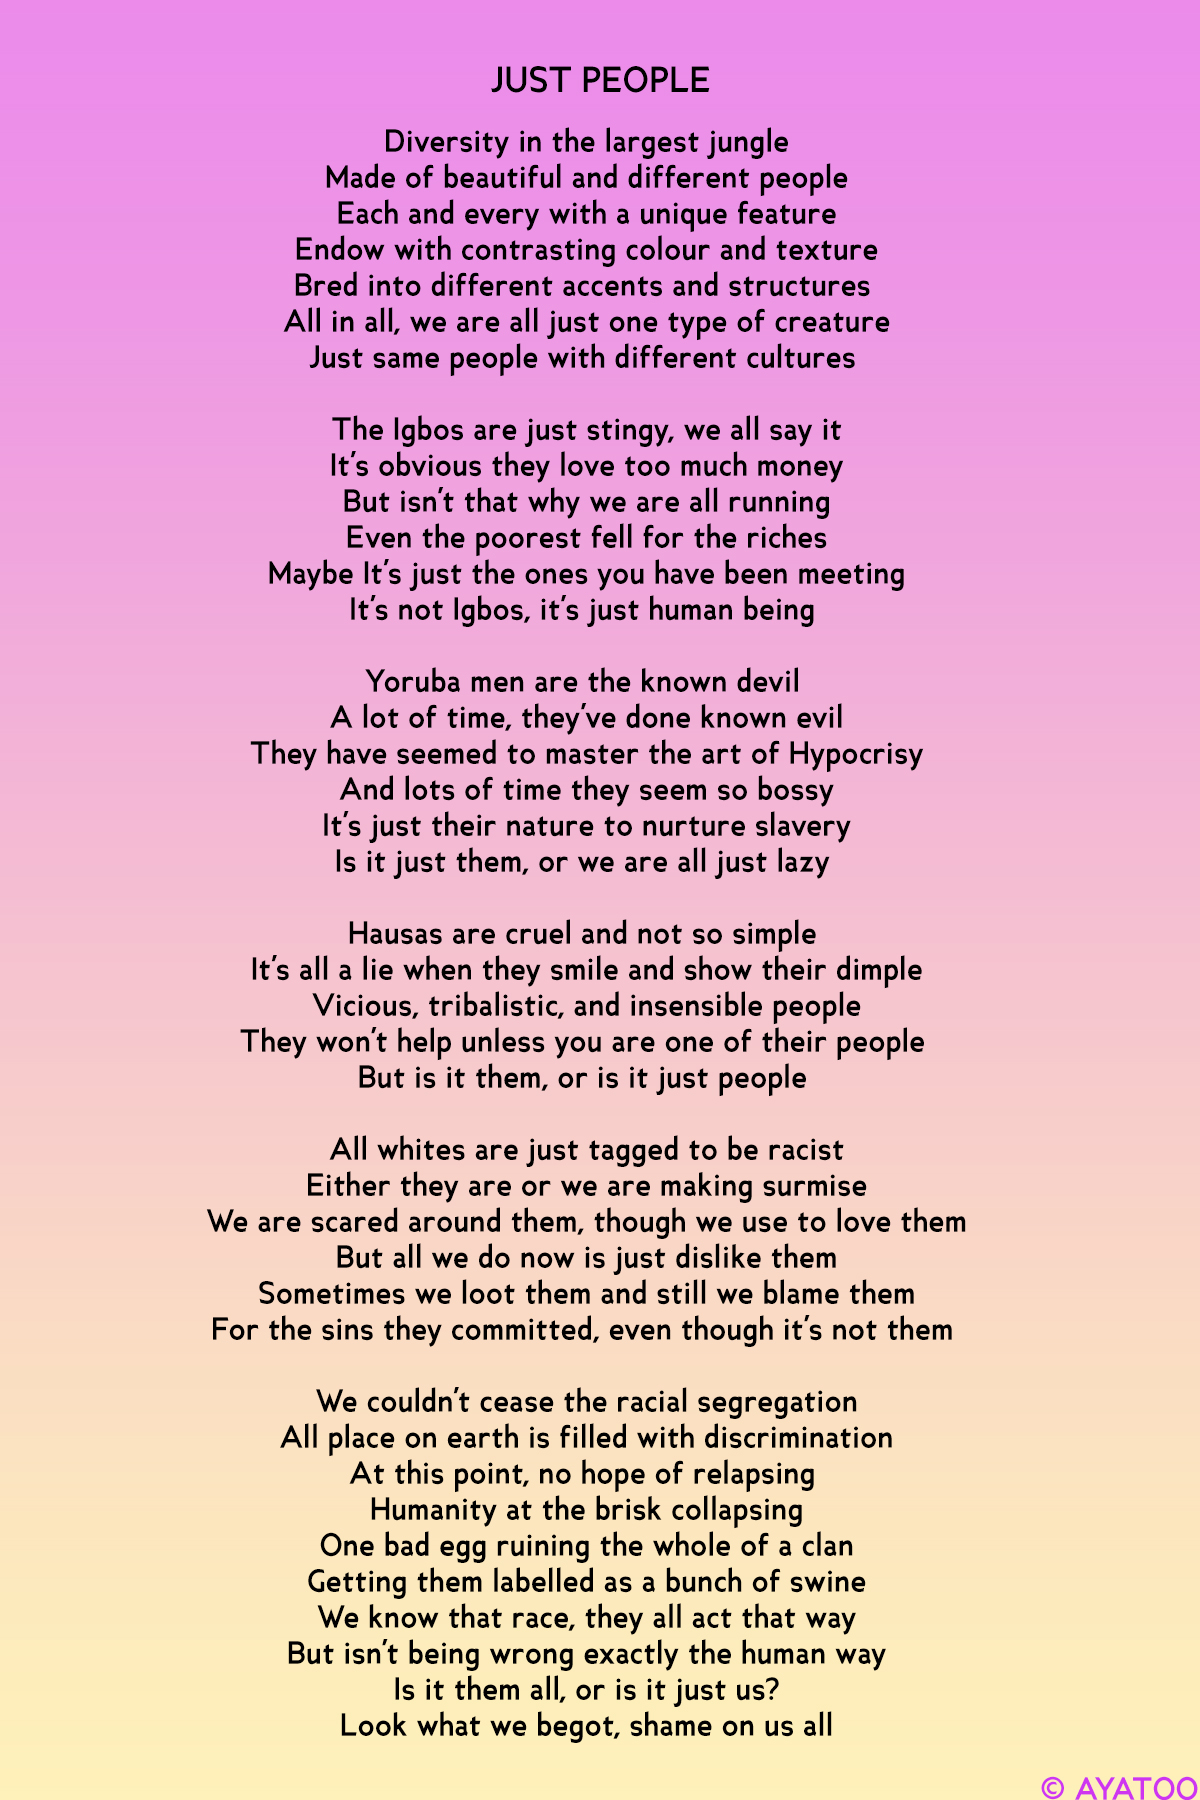 JUST PEOPLE
Diversity in the largest jungle
Made of beautiful and different people
Each and every with a unique feature
Endow with contrasting colour and texture
Bred into different accents and structures
All in all, we are all just one type of creature
Just same people with different cultures
The Igbos are just stingy, we all say it
It's obvious they love too much money
But isn't that why we are all running
Even the poorest fell for the riches
Maybe It's just the ones you have been meeting
It's not Igbos, it's just human being
Yoruba men are the known devil
A lot of time, they've done known evil
They have seemed to master the art of Hypocrisy
And lots of time they seem so bossy
It's just their nature to nurture slavery
Is it just them, or we are all just lazy
Hausas are cruel and not so simple
It's all a lie when they smile and show their dimple
Vicious, tribalistic, and insensible people
They won't help unless you are one of their people
But is it them, or is it just people
All whites are just tagged to be racist
Either they are or we are making surmise
We are scared around them, though we use to love them
But all we do now is just dislike them
Sometimes we loot them and still we blame them
For the sins they committed, even though it's not them
We couldn't cease the racial segregation
All place on earth is filled with discrimination
At this point, no hope of relapsing
Humanity at the brisk collapsing
One bad egg ruining the whole of a clan
Getting them labelled as a bunch of swine
We know that race, they all act that way
But isn't being wrong exactly the human way
Is it them all, or is it just us?
Look what we begot, shame on us all
© AYATOO